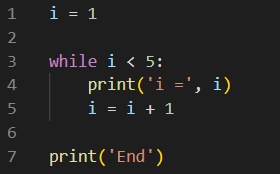 1 i = 1
2
3 while i < 5:
4     print('i =', i)
5     i = i + 1
6
7 print('End')